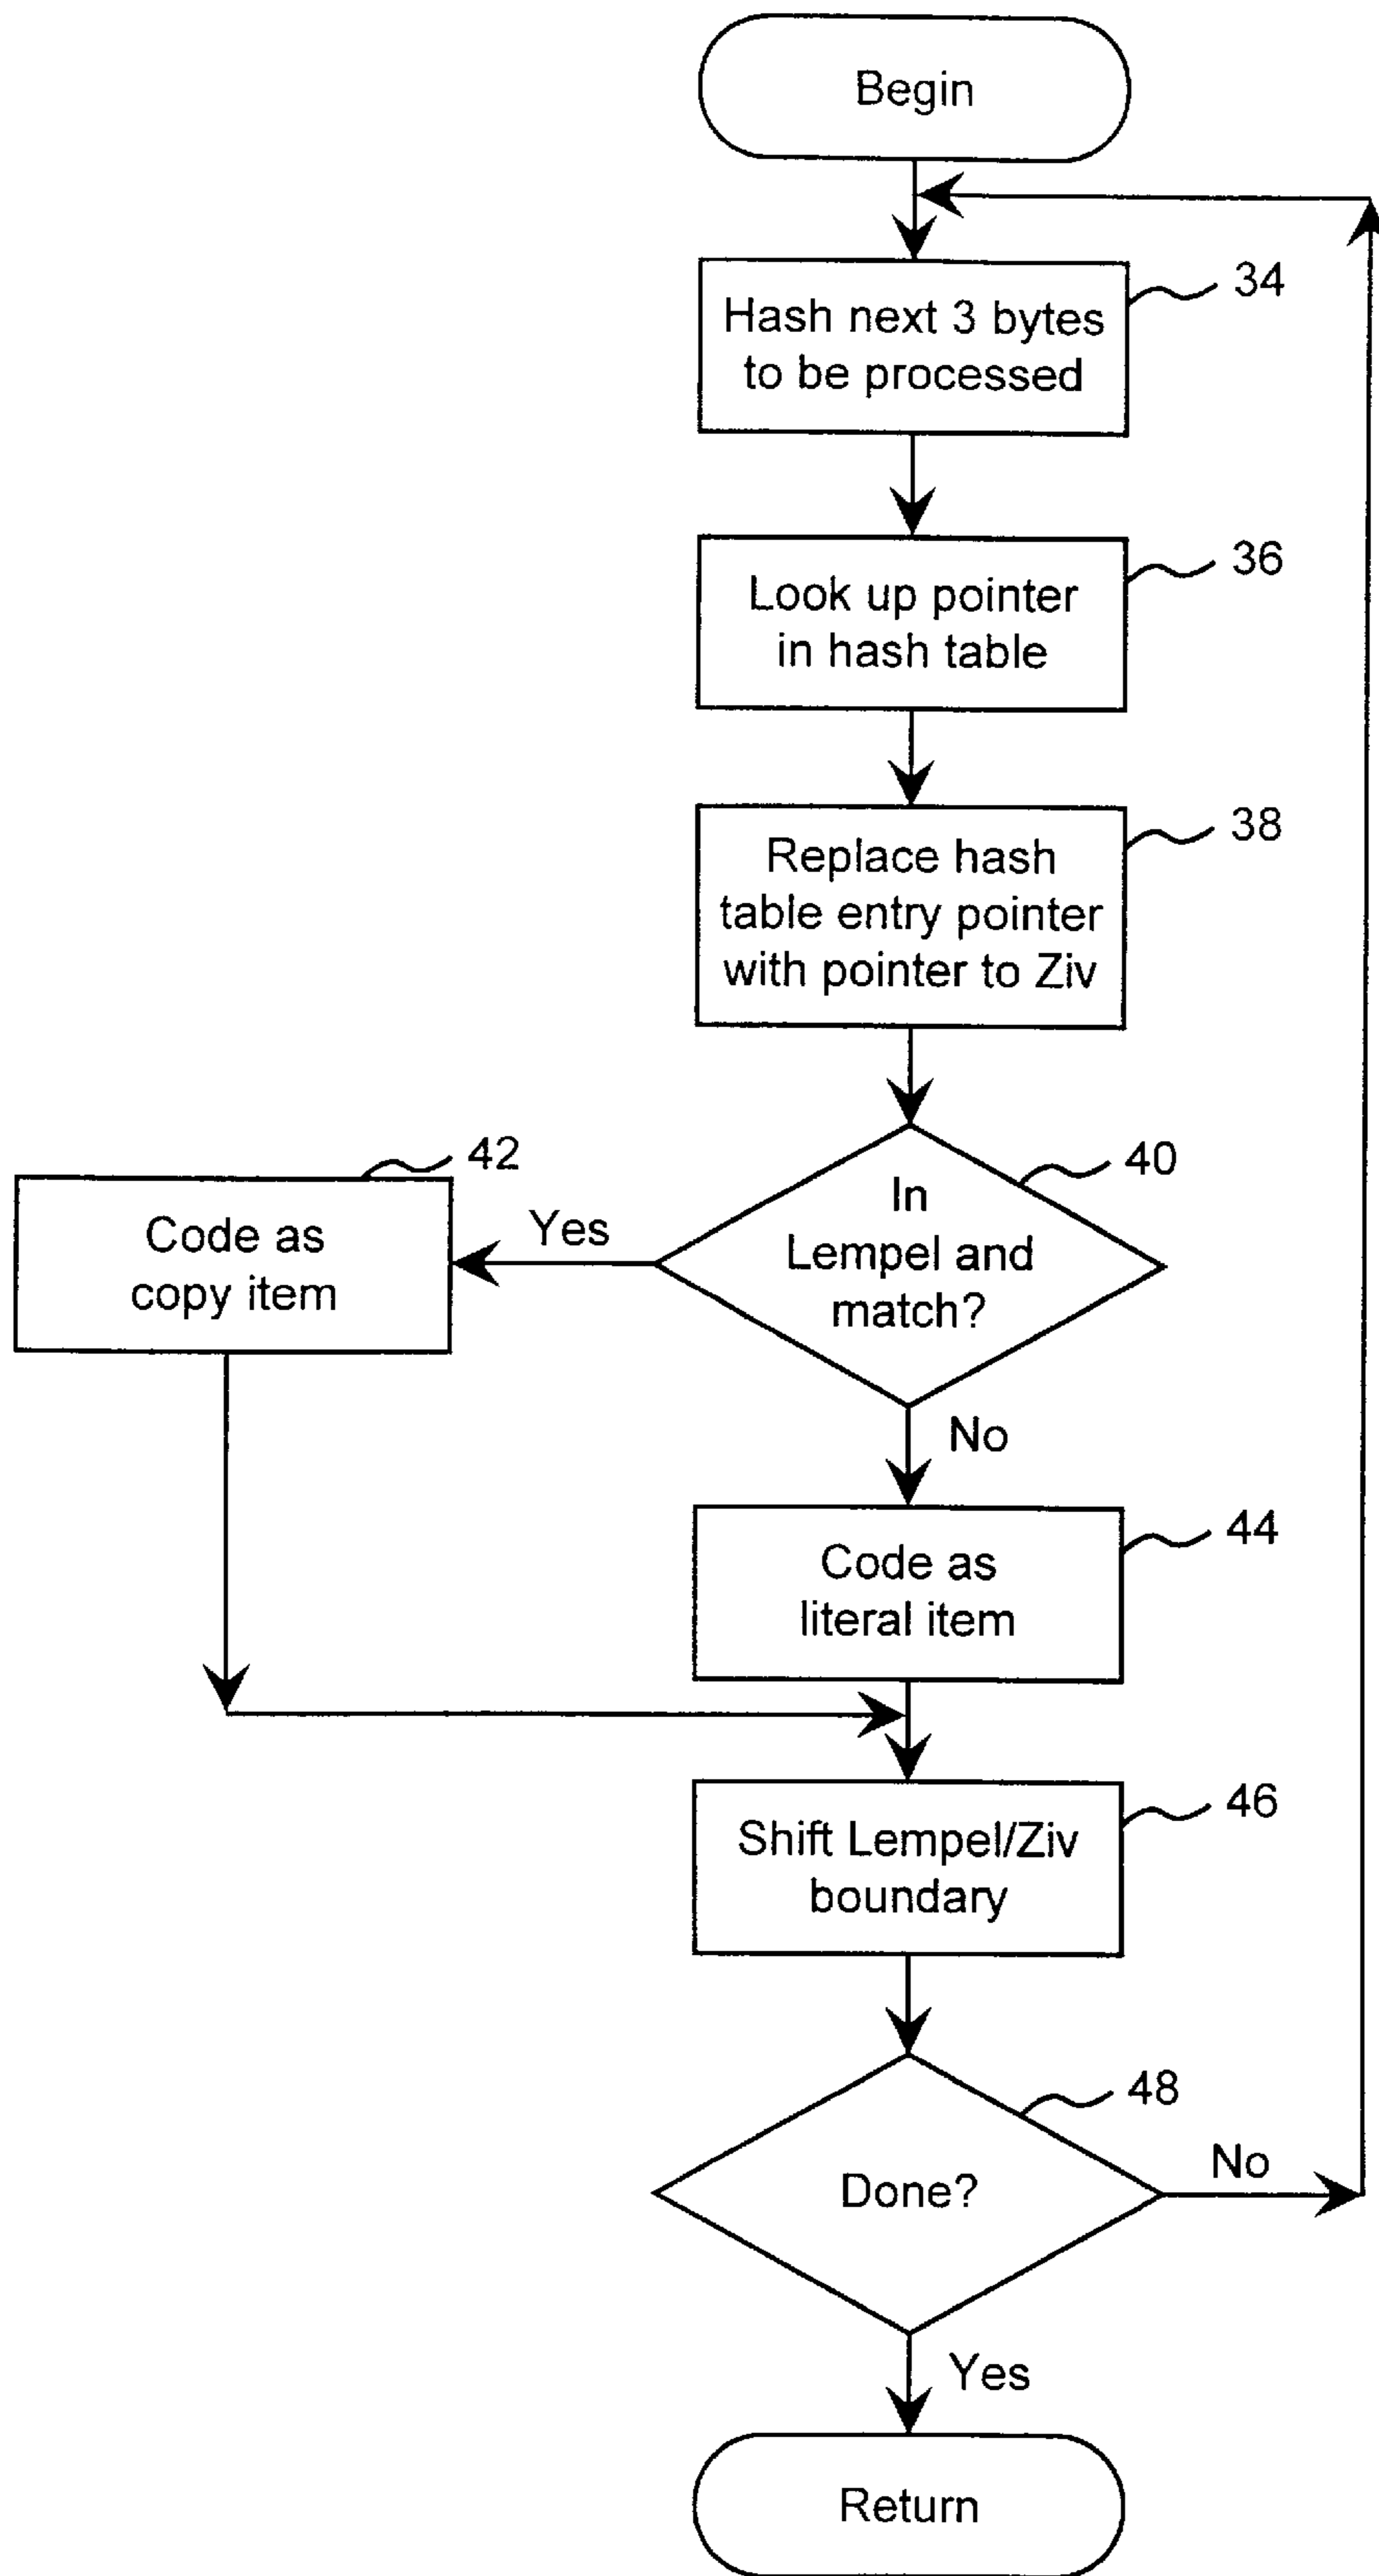 Begin
34
Hash next 3 bytes
to be processed
36
Look up pointer
in hash table
38
Replace hash
table entry pointer
with pointer to Ziv
40
In
Lempel and
match?
Yes
42
Code as
copy item
No
44
Code as
literal item
46
Shift Lempel/Ziv
boundary
48
Done?
No
Yes
Return